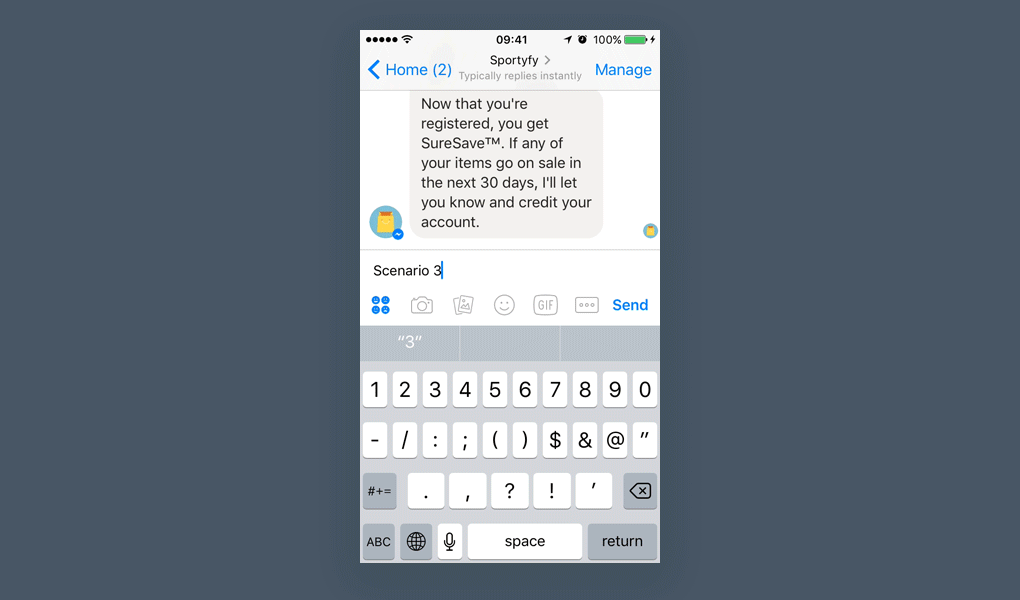 09:41 100%
Home (2) Sportyfy Manage
Typically replies instantly
Now that you're
registered, you get
SureSave™. If any of
your items go on sale in
the next 30 days, I'll let
you know and credit your
account.
Scenario 3
GIF Send
“3”
1 2 3 4 5 6 7 8 9 0
- / : ; ( ) $ & @ ”
#+= . , ? ! ’
ABC space return